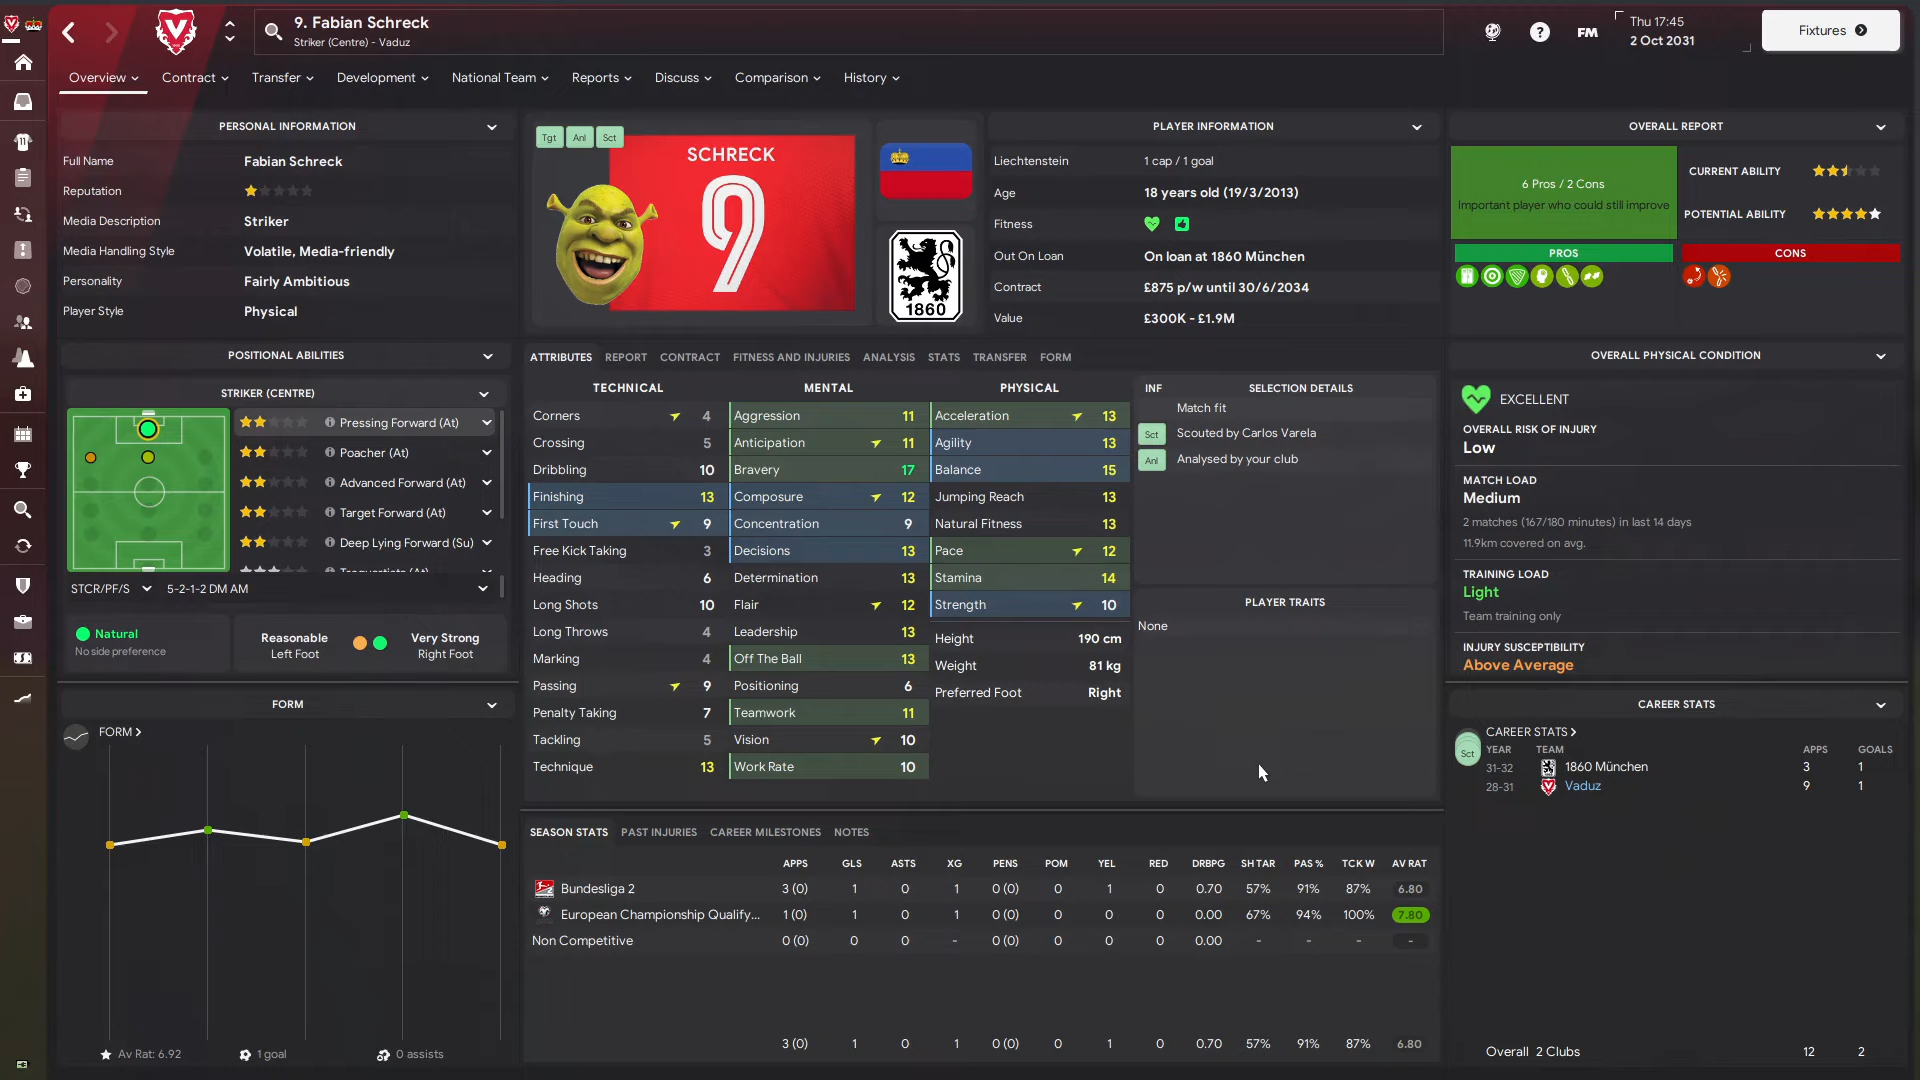 9. Fabian Schreck
Striker (Centre) - Vaduz
FM
Thu 17:45
2 Oct 2031
Fixtures
Overview
Contract
Transfer
Development
National Team
Reports
Discuss
Comparison
History
PERSONAL INFORMATION
Full Name Fabian Schreck
Reputation
Media Description Striker
Media Handling Style Volatile, Media-friendly
Personality Fairly Ambitious
Player Style Physical
Tgt Anl Sct
SCHRECK
9
1860
PLAYER INFORMATION
Liechtenstein 1 cap / 1 goal
Age 18 years old (19/3/2013)
Fitness
Out On Loan On loan at 1860 München
Contract £875 p/w until 30/6/2034
Value £300K - £1.9M
OVERALL REPORT
6 Pros / 2 Cons
Important player who could still improve
CURRENT ABILITY
POTENTIAL ABILITY
PROS
CONS
POSITIONAL ABILITIES
STRIKER (CENTRE)
Pressing Forward (At)
Poacher (At)
Advanced Forward (At)
Target Forward (At)
Deep Lying Forward (Su)
STCR/PF/S 5-2-1-2 DM AM
Natural
No side preference
Reasonable
Left Foot
Very Strong
Right Foot
ATTRIBUTES REPORT CONTRACT FITNESS AND INJURIES ANALYSIS STATS TRANSFER FORM
TECHNICAL
Corners 4
Crossing 5
Dribbling 10
Finishing 13
First Touch 9
Free Kick Taking 3
Heading 6
Long Shots 10
Long Throws 4
Marking 4
Passing 9
Penalty Taking 7
Tackling 5
Technique 13
MENTAL
Aggression 11
Anticipation 11
Bravery 17
Composure 12
Concentration 9
Decisions 13
Determination 13
Flair 12
Leadership 13
Off The Ball 13
Positioning 6
Teamwork 11
Vision 10
Work Rate 10
PHYSICAL
Acceleration 13
Agility 13
Balance 15
Jumping Reach 13
Natural Fitness 13
Pace 12
Stamina 14
Strength 10
Height 190 cm
Weight 81 kg
Preferred Foot Right
INF SELECTION DETAILS
Match fit
Sct Scouted by Carlos Varela
Anl Analysed by your club
PLAYER TRAITS
None
OVERALL PHYSICAL CONDITION
EXCELLENT
OVERALL RISK OF INJURY
Low
MATCH LOAD
Medium
2 matches (167/180 minutes) in last 14 days
11.9km covered on avg.
TRAINING LOAD
Light
Team training only
INJURY SUSCEPTIBILITY
Above Average
FORM
FORM
Av Rat: 6.92 1 goal 0 assists
SEASON STATS PAST INJURIES CAREER MILESTONES NOTES
APPS GLS ASTS XG PENS POM YEL RED DRBPG SH TAR PAS % TCK W AV RAT
Bundesliga 2 3 (0) 1 0 1 0 (0) 0 1 0 0.70 57% 91% 87% 6.80
European Championship Qualify... 1 (0) 1 0 1 0 (0) 0 0 0 0.00 67% 94% 100% 7.80
Non Competitive 0 (0) 0 0 - 0 (0) 0 0 0 0.00 - - - -
3 (0) 1 0 1 0 (0) 0 1 0 0.70 57% 91% 87% 6.80
CAREER STATS
Sct
CAREER STATS
YEAR TEAM APPS GOALS
31-32 1860 München 3 1
28-31 Vaduz 9 1
Overall 2 Clubs 12 2